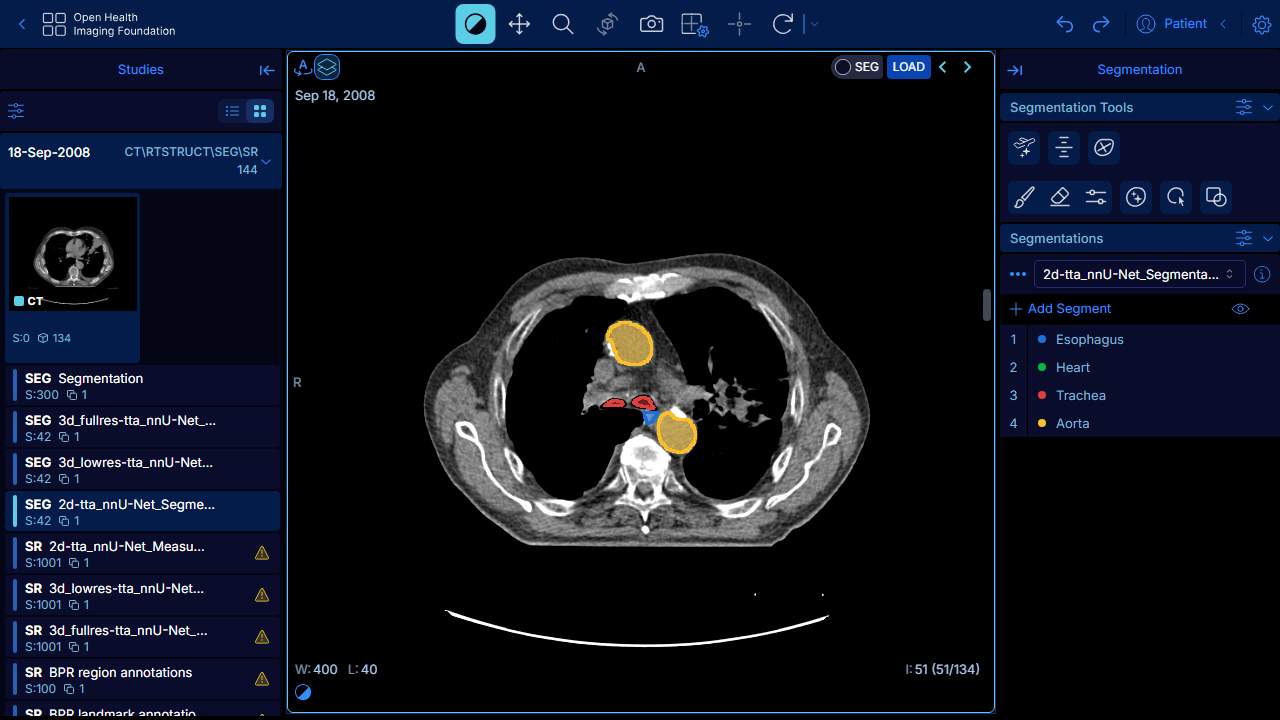 Open Health
Imaging Foundation
Patient
Studies
18-Sep-2008
CT\RTSTRUCT\SEG\SR
144
CT
S:0 134
SEG Segmentation
S:300 1
SEG 3d_fullres-tta_nnU-Net_...
S:42 1
SEG 3d_lowres-tta_nnU-Net...
S:42 1
SEG 2d-tta_nnU-Net_Segme...
S:42 1
SR 2d-tta_nnU-Net_Measu...
S:1001 1
SR 3d_lowres-tta_nnU-Net...
S:1001 1
SR 3d_fullres-tta_nnU-Net_...
S:1001 1
SR BPR region annotations
S:100 1
SR BPR landmark annotatio
A
SEG LOAD
Sep 18, 2008
R
W:400 L:40
I:51 (51/134)
Segmentation
Segmentation Tools
Segmentations
2d-tta_nnU-Net_Segmenta...
Add Segment
1 Esophagus
2 Heart
3 Trachea
4 Aorta